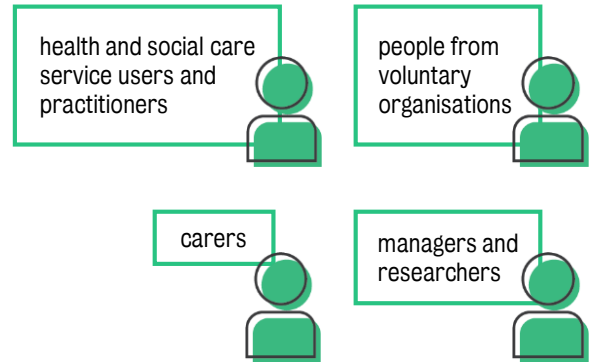 health and social care
service users and
practitioners
people from
voluntary
organisations
carers
managers and
researchers